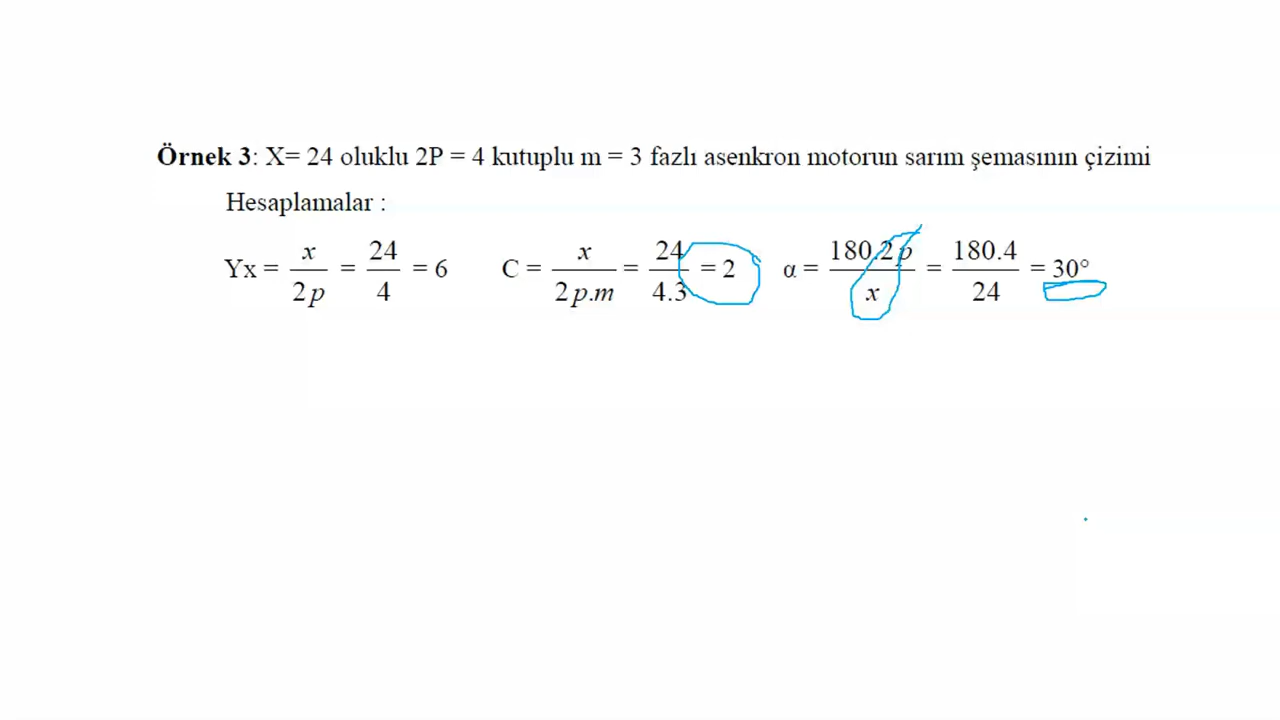 Örnek 3: X= 24 oluklu 2P = 4 kutuplu m = 3 fazlı asenkron motorun sarım şemasının çizimi
Hesaplamalar :
Yx = x / 2p = 24 / 4 = 6 C = x / 2p.m = 24 / 4.3 = 2 α = 180.2p / x = 180.4 / 24 = 30°